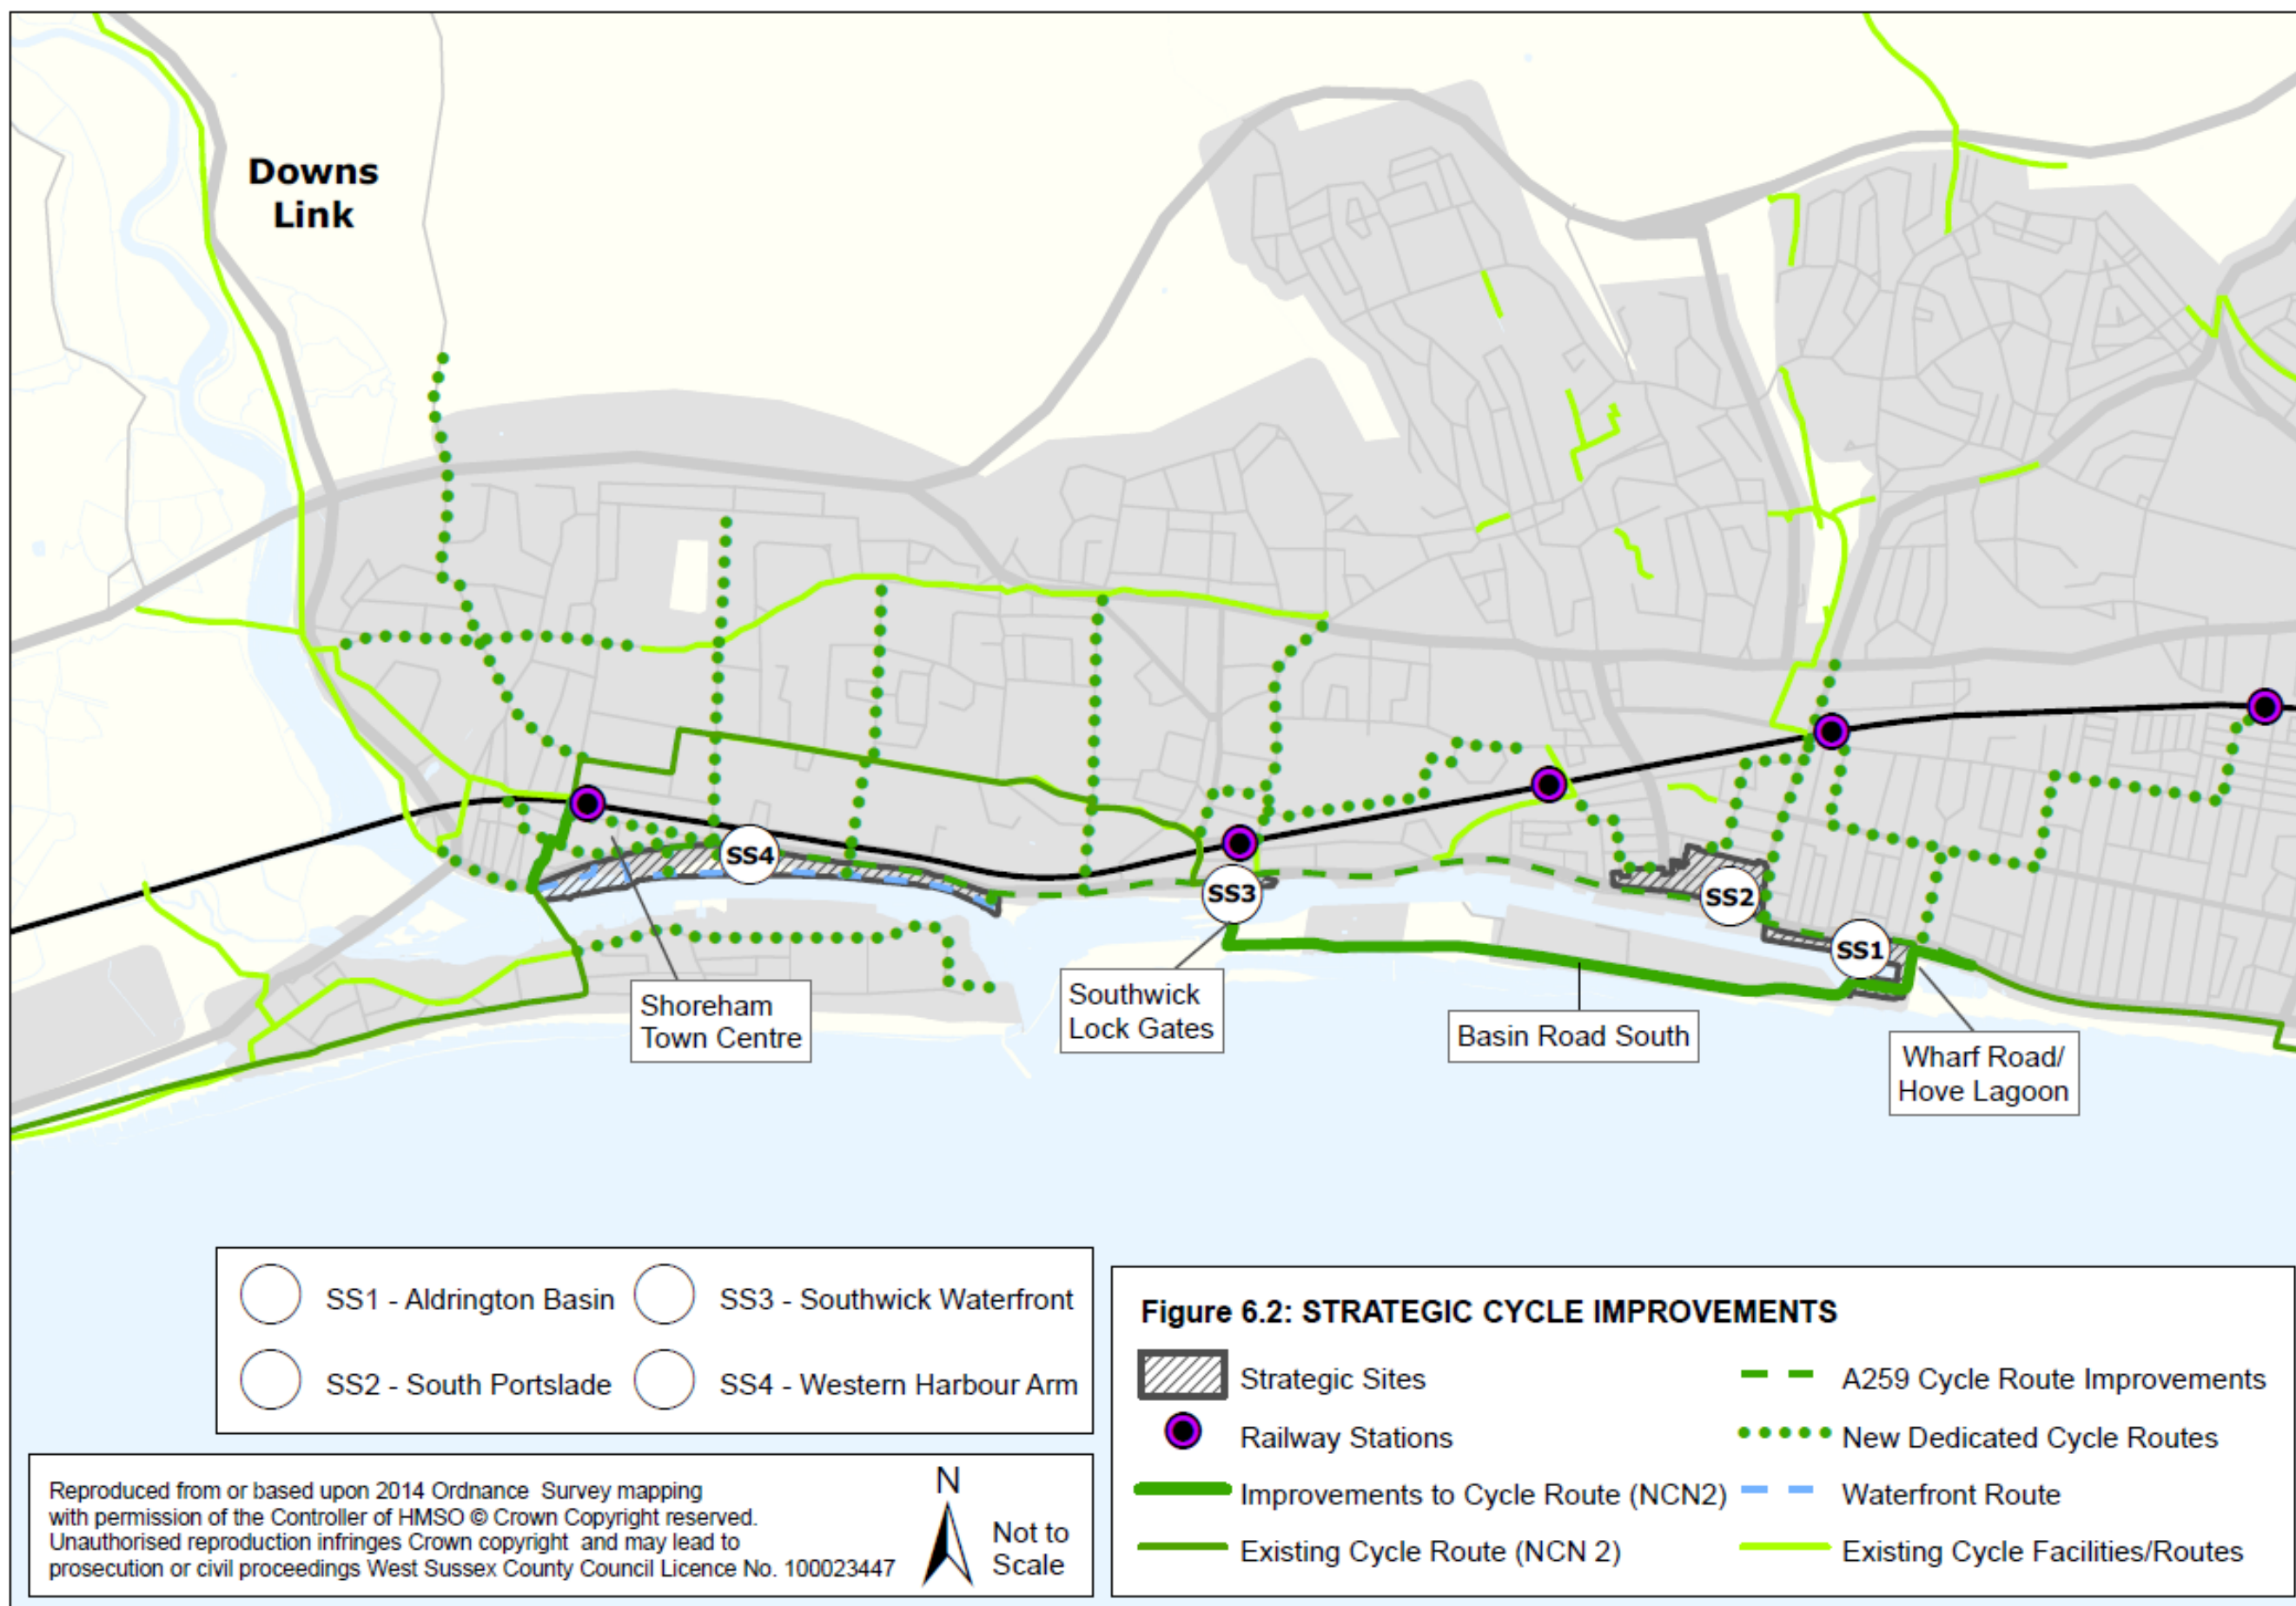 Downs
Link
SS4
SS3
SS2
SS1
Shoreham
Town Centre
Southwick
Lock Gates
Basin Road South
Wharf Road/
Hove Lagoon
SS1 - Aldrington Basin
SS3 - Southwick Waterfront
SS2 - South Portslade
SS4 - Western Harbour Arm
Reproduced from or based upon 2014 Ordnance Survey mapping
with permission of the Controller of HMSO © Crown Copyright reserved.
Unauthorised reproduction infringes Crown copyright and may lead to
prosecution or civil proceedings West Sussex County Council Licence No. 100023447
N
Not to
Scale
Figure 6.2: STRATEGIC CYCLE IMPROVEMENTS
Strategic Sites
A259 Cycle Route Improvements
Railway Stations
New Dedicated Cycle Routes
Improvements to Cycle Route (NCN2)
Waterfront Route
Existing Cycle Route (NCN 2)
Existing Cycle Facilities/Routes